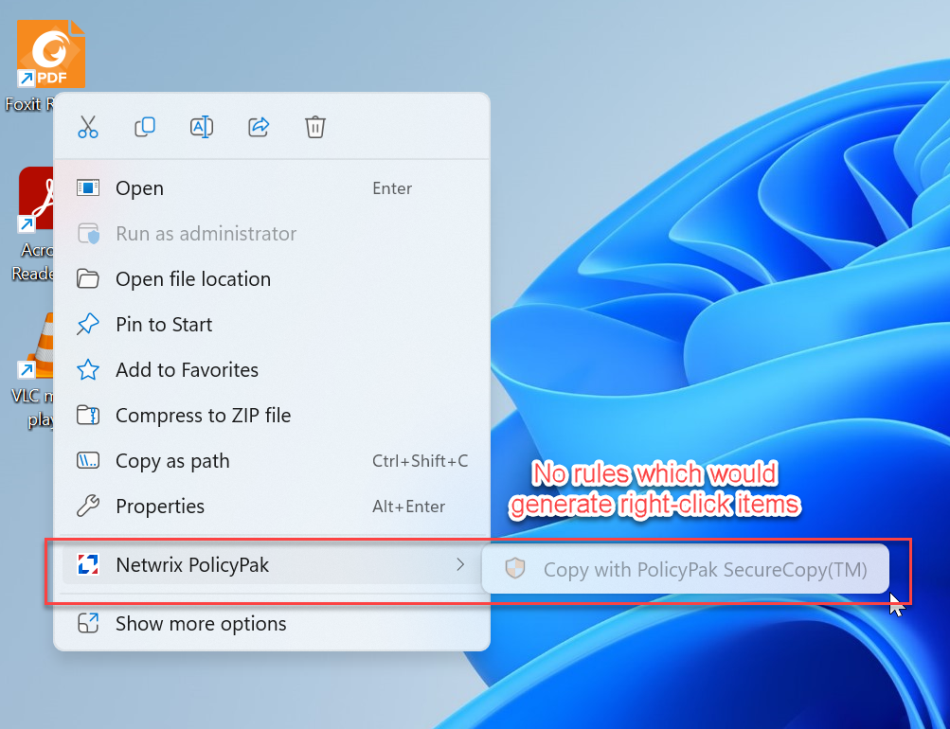 PDF
Foxit R
Acro
Reade
VLC m
play
Open Enter
Run as administrator
Open file location
Pin to Start
Add to Favorites
Compress to ZIP file
Copy as path Ctrl+Shift+C
Properties Alt+Enter
No rules which would
generate right-click items
Netwrix PolicyPak
Copy with PolicyPak SecureCopy(TM)
Show more options